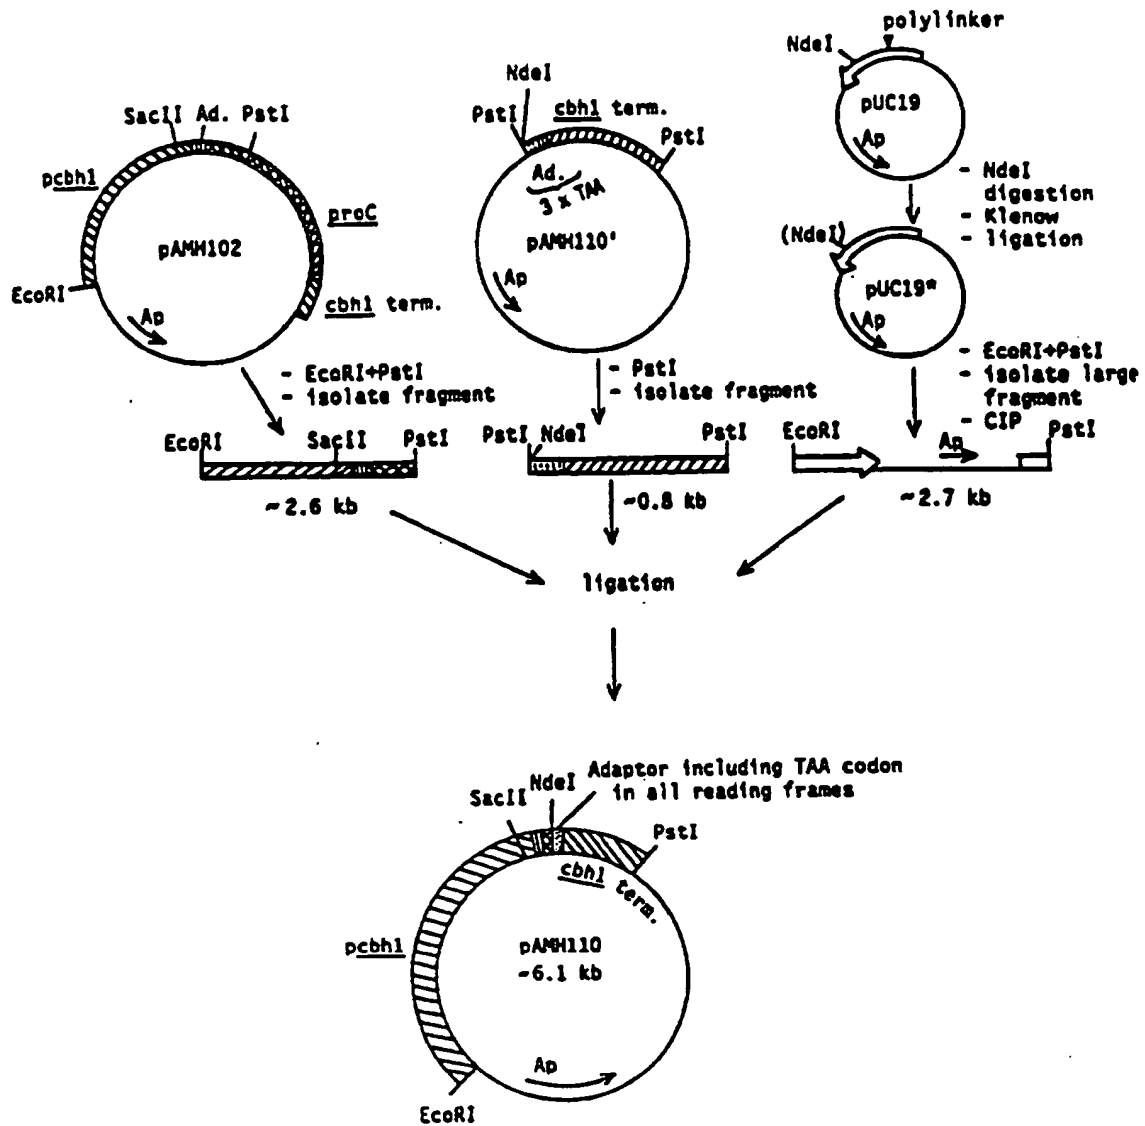 SacII Ad. PstI
pcbh1
proC
pAMH102
EcoRI
cbh1 term.
Ap
- EcoRI+PstI
- isolate fragment
NdeI
PstI
cbh1 term.
PstI
Ad.
3 x TAA
pAMH110'
Ap
- PstI
- isolate fragment
polylinker
NdeI
pUC19
Ap
- NdeI
digestion
- Klenow
- ligation
(NdeI)
pUC19*
Ap
- EcoRI+PstI
- isolate large
fragment
- CIP
EcoRI SacII PstI
~2.6 kb
PstI NdeI PstI
~0.8 kb
EcoRI Ap PstI
~2.7 kb
ligation
Adaptor including TAA codon
in all reading frames
SacII NdeI
PstI
cbh1 term.
pcbh1
pAMH110
~6.1 kb
Ap
EcoRI